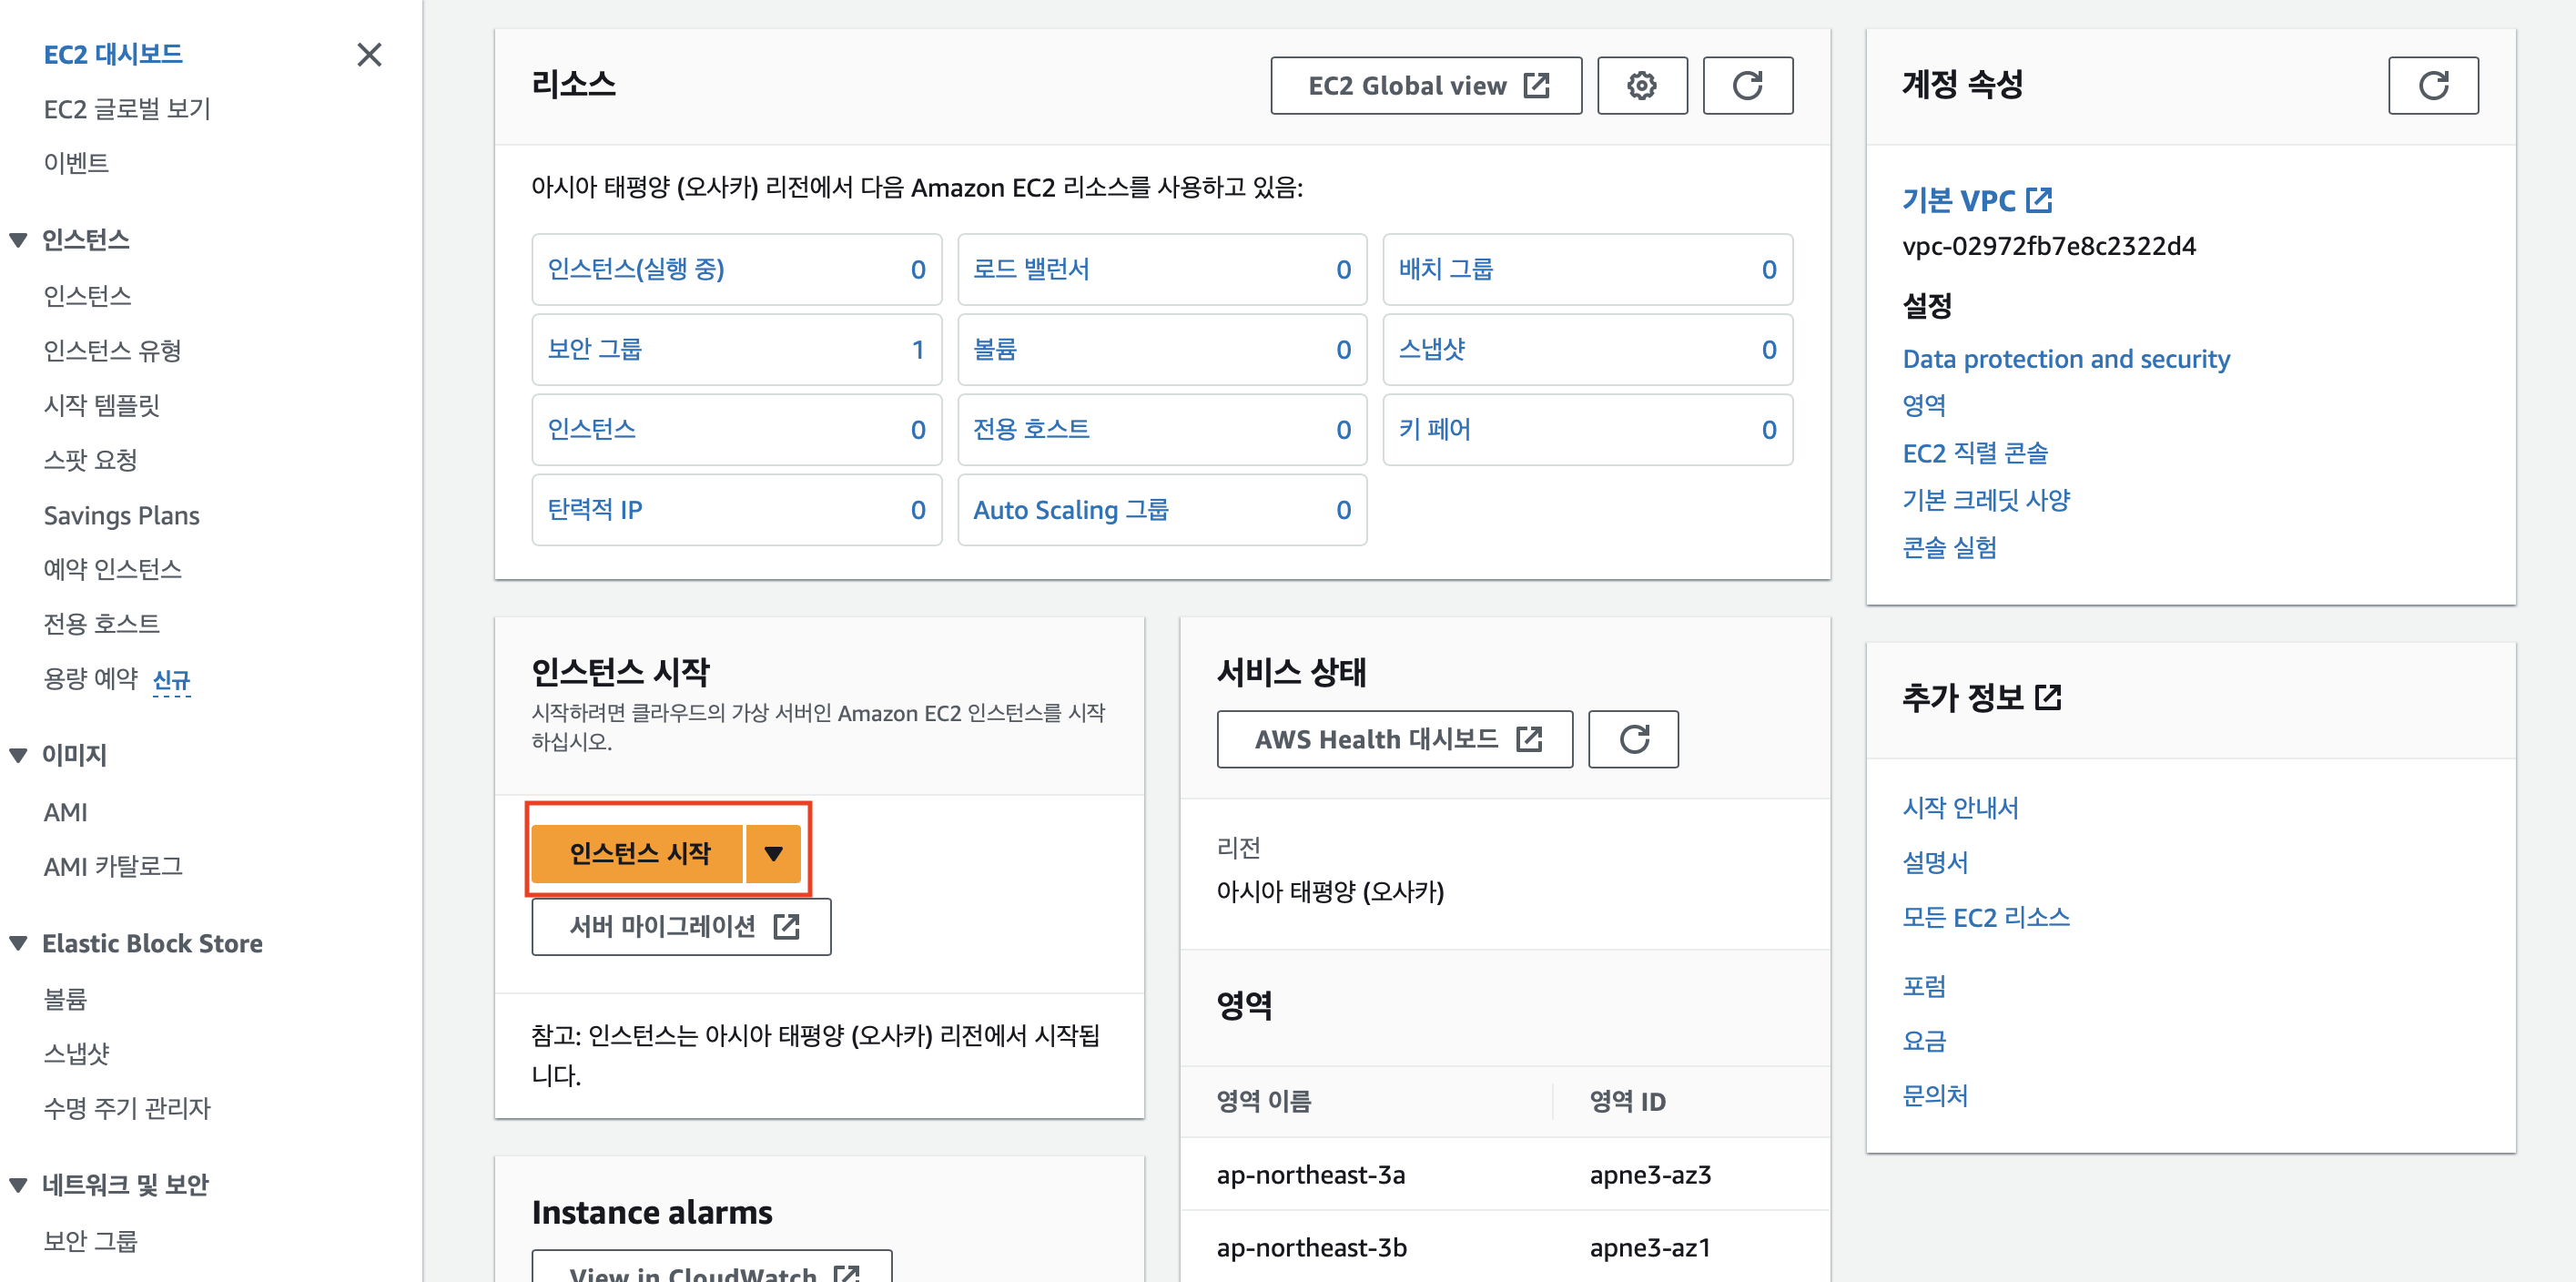 EC2 대시보드
EC2 글로벌 보기
이벤트
인스턴스
인스턴스
인스턴스 유형
시작 템플릿
스팟 요청
Savings Plans
예약 인스턴스
전용 호스트
용량 예약 신규
이미지
AMI
AMI 카탈로그
Elastic Block Store
볼륨
스냅샷
수명 주기 관리자
네트워크 및 보안
보안 그룹
리소스
EC2 Global view
아시아 태평양 (오사카) 리전에서 다음 Amazon EC2 리소스를 사용하고 있음:
인스턴스(실행 중) 0
로드 밸런서 0
배치 그룹 0
보안 그룹 1
볼륨 0
스냅샷 0
인스턴스 0
전용 호스트 0
키 페어 0
탄력적 IP 0
Auto Scaling 그룹 0
인스턴스 시작
시작하려면 클라우드의 가상 서버인 Amazon EC2 인스턴스를 시작
하십시오.
인스턴스 시작
서버 마이그레이션
참고: 인스턴스는 아시아 태평양 (오사카) 리전에서 시작됩
니다.
Instance alarms
View in CloudWatch
서비스 상태
AWS Health 대시보드
리전
아시아 태평양 (오사카)
영역
영역 이름 영역 ID
ap-northeast-3a apne3-az3
ap-northeast-3b apne3-az1
계정 속성
기본 VPC
vpc-02972fb7e8c2322d4
설정
Data protection and security
영역
EC2 직렬 콘솔
기본 크레딧 사양
콘솔 실험
추가 정보
시작 안내서
설명서
모든 EC2 리소스
포럼
요금
문의처